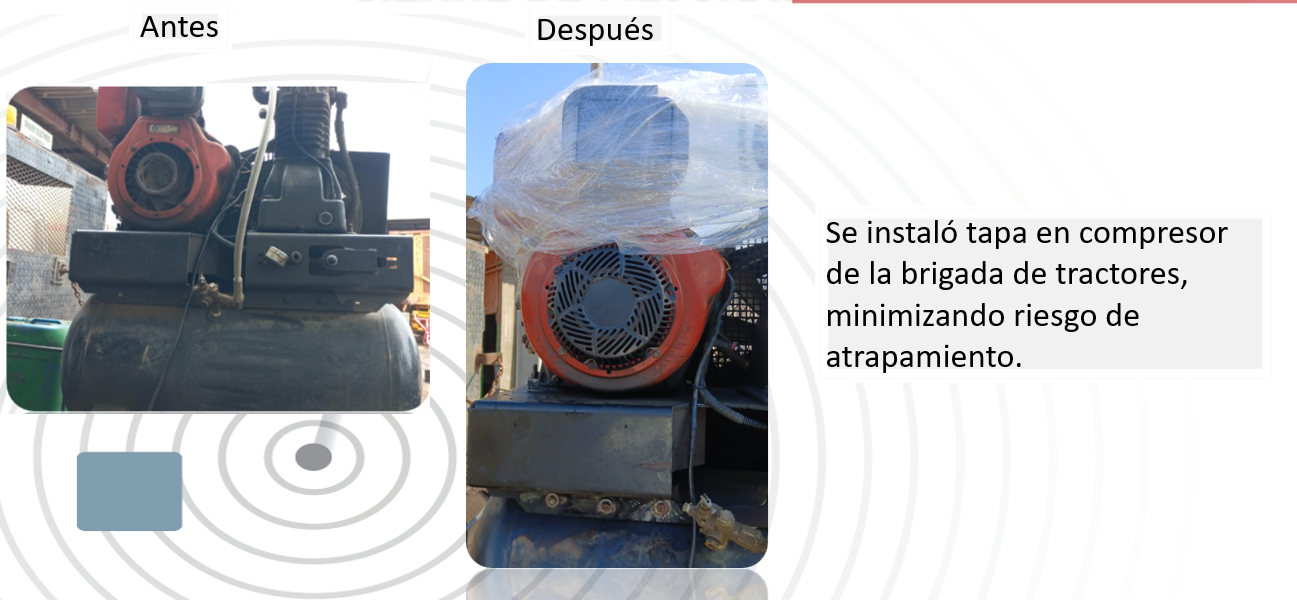 Antes
Después
Se instaló tapa en compresor
de la brigada de tractores,
minimizando riesgo de
atrapamiento.